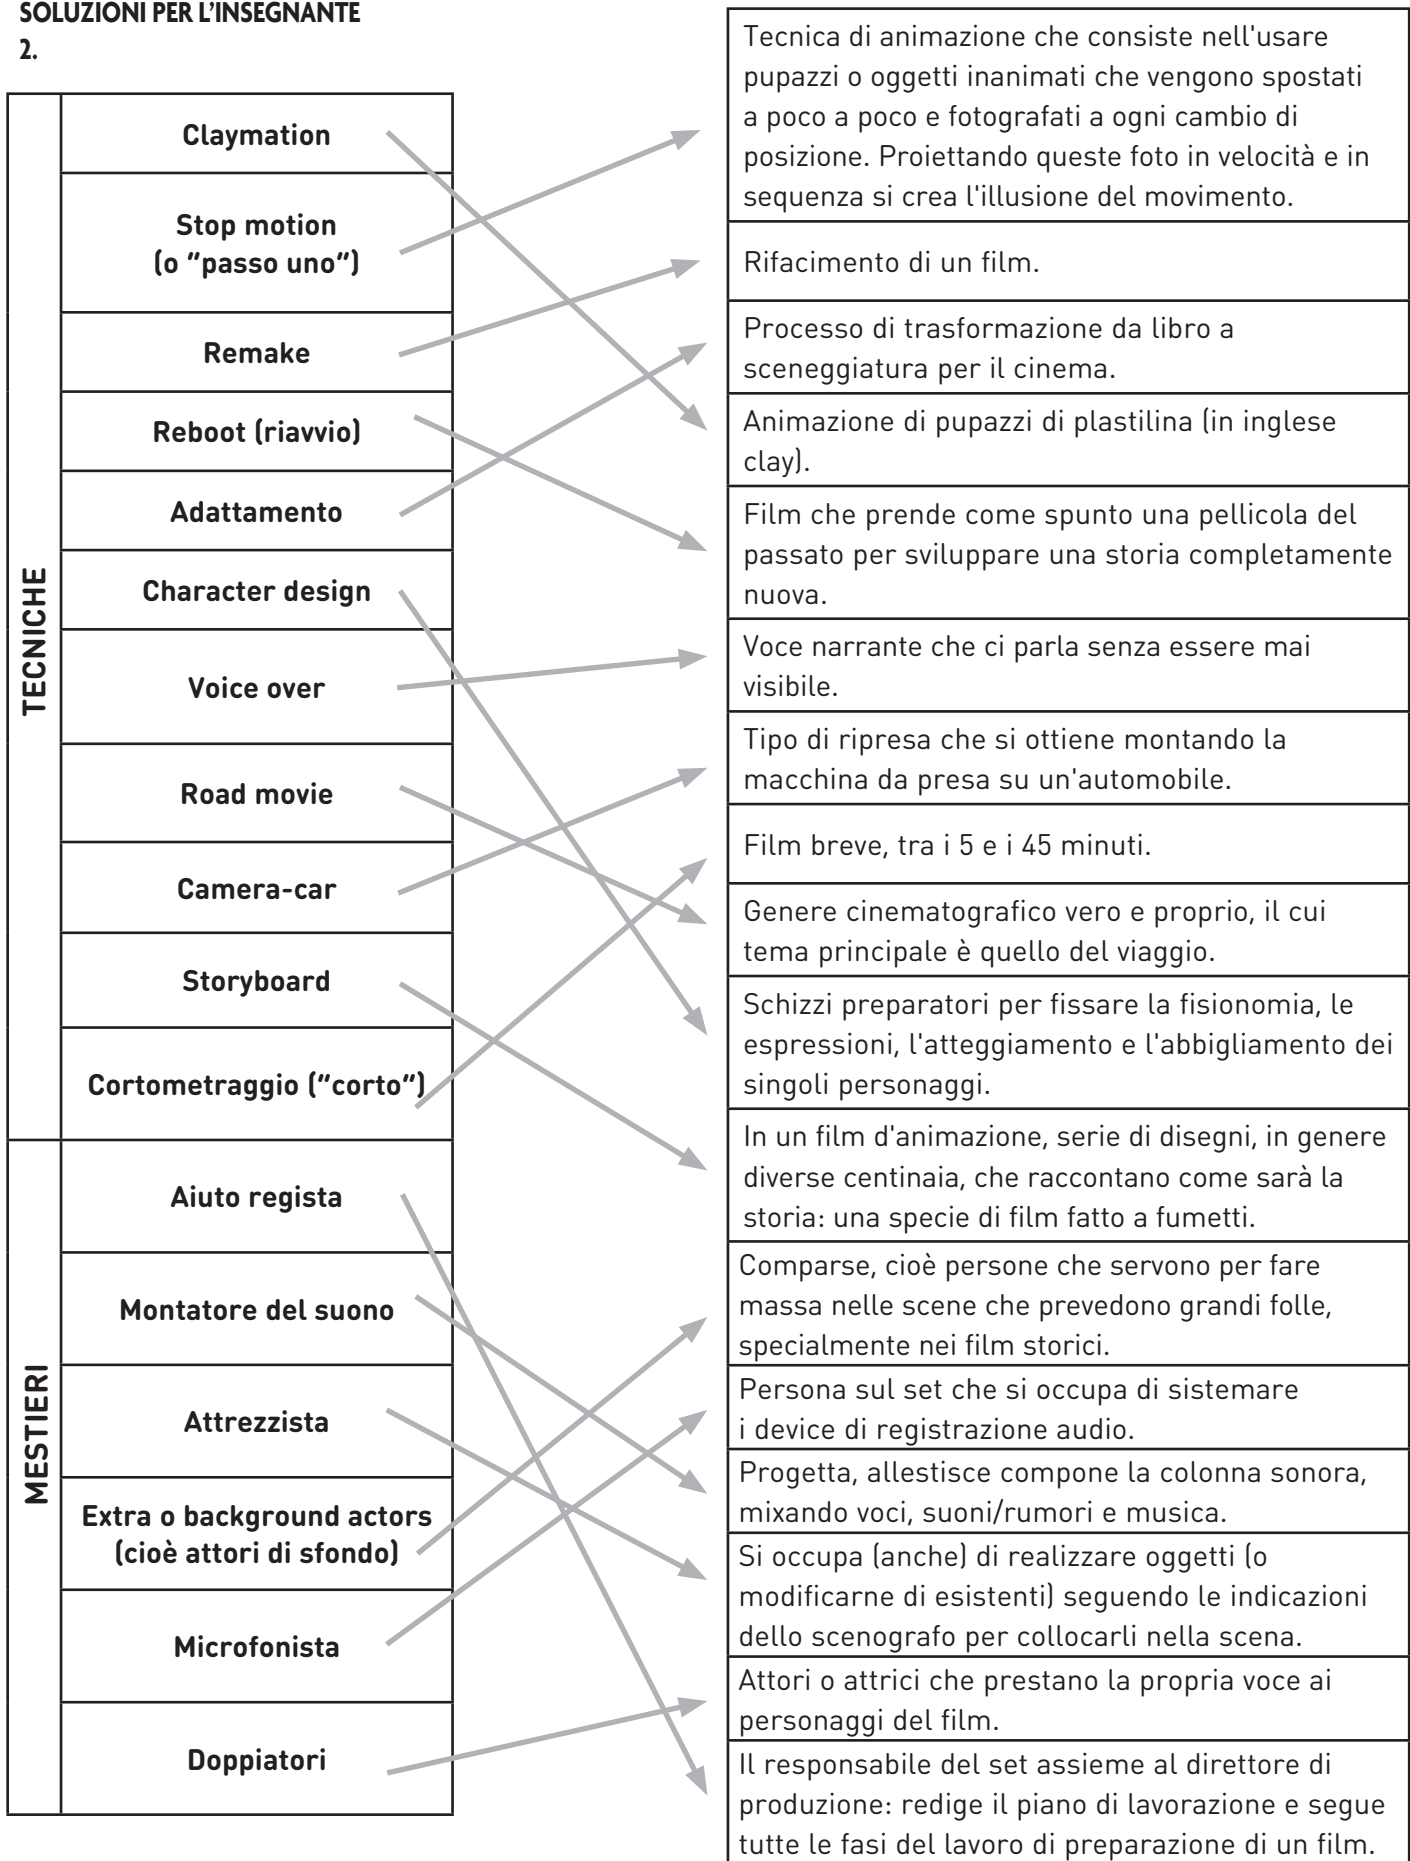 SOLUZIONI PER L'INSEGNANTE
2.
TECNICHE
Claymation
Stop motion
(o "passo uno")
Remake
Reboot (riavvio)
Adattamento
Character design
Voice over
Road movie
Camera-car
Storyboard
Cortometraggio ("corto")
MESTIERI
Aiuto regista
Montatore del suono
Attrezzista
Extra o background actors
(cioè attori di sfondo)
Microfonista
Doppiatori
Tecnica di animazione che consiste nell'usare
pupazzi o oggetti inanimati che vengono spostati
a poco a poco e fotografati a ogni cambio di
posizione. Proiettando queste foto in velocità e in
sequenza si crea l'illusione del movimento.
Rifacimento di un film.
Processo di trasformazione da libro a
sceneggiatura per il cinema.
Animazione di pupazzi di plastilina (in inglese
clay).
Film che prende come spunto una pellicola del
passato per sviluppare una storia completamente
nuova.
Voce narrante che ci parla senza essere mai
visibile.
Tipo di ripresa che si ottiene montando la
macchina da presa su un'automobile.
Film breve, tra i 5 e i 45 minuti.
Genere cinematografico vero e proprio, il cui
tema principale è quello del viaggio.
Schizzi preparatori per fissare la fisionomia, le
espressioni, l'atteggiamento e l'abbigliamento dei
singoli personaggi.
In un film d'animazione, serie di disegni, in genere
diverse centinaia, che raccontano come sarà la
storia: una specie di film fatto a fumetti.
Comparse, cioè persone che servono per fare
massa nelle scene che prevedono grandi folle,
specialmente nei film storici.
Persona sul set che si occupa di sistemare
i device di registrazione audio.
Progetta, allestisce compone la colonna sonora,
mixando voci, suoni/rumori e musica.
Si occupa (anche) di realizzare oggetti (o
modificarne di esistenti) seguendo le indicazioni
dello scenografo per collocarli nella scena.
Attori o attrici che prestano la propria voce ai
personaggi del film.
Il responsabile del set assieme al direttore di
produzione: redige il piano di lavorazione e segue
tutte le fasi del lavoro di preparazione di un film.